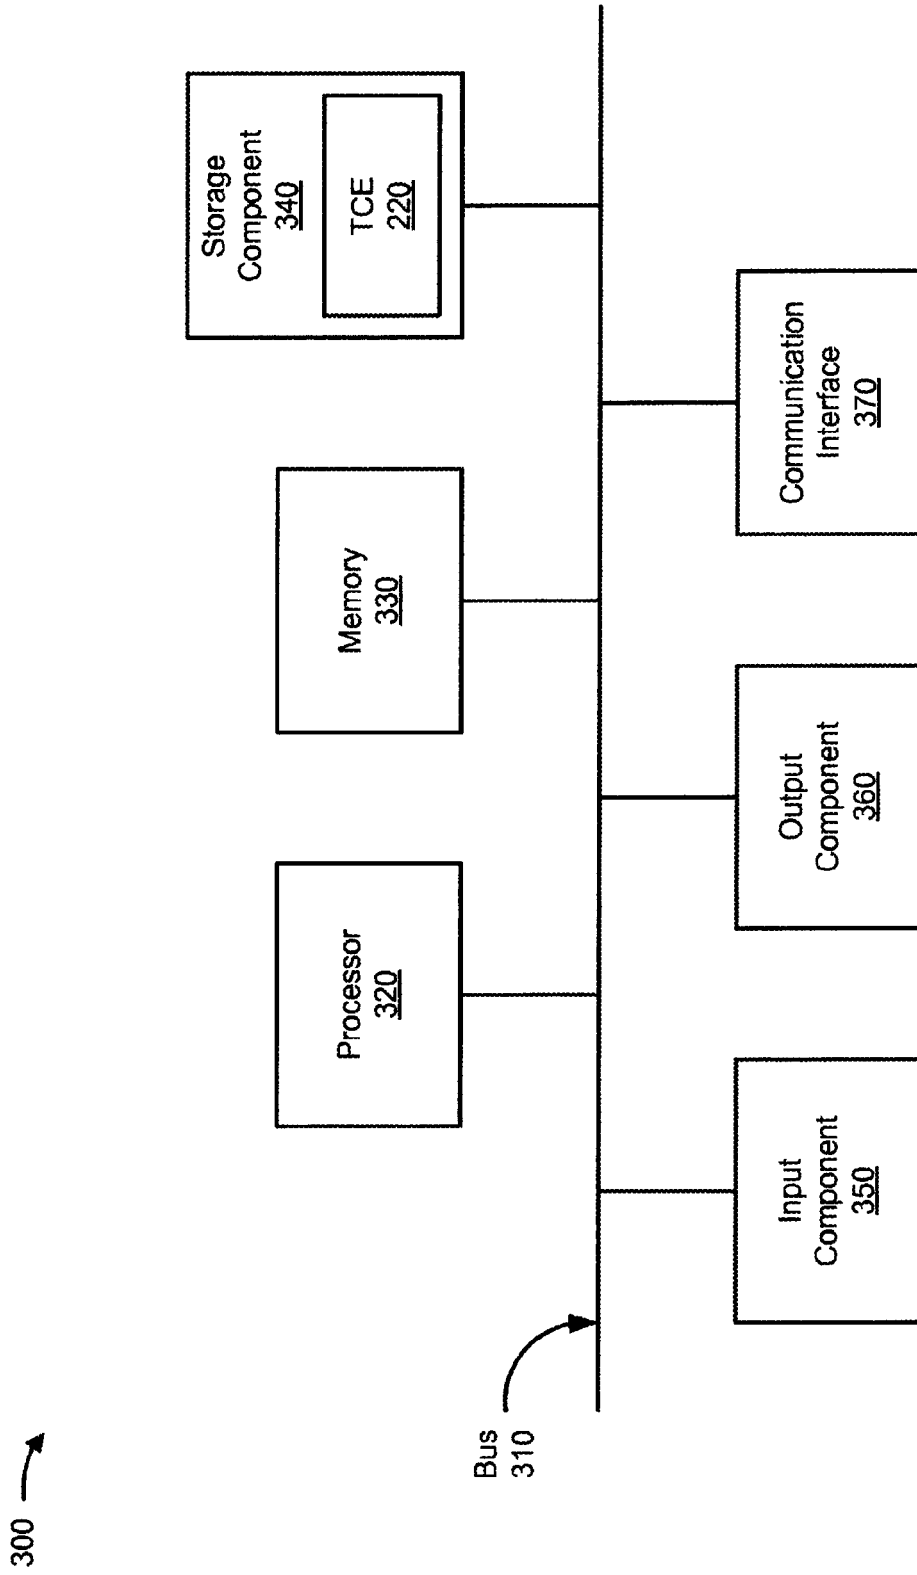 300
Bus
310
Processor
320
Memory
330
Storage
Component
340
TCE
220
Input
Component
350
Output
Component
360
Communication
Interface
370